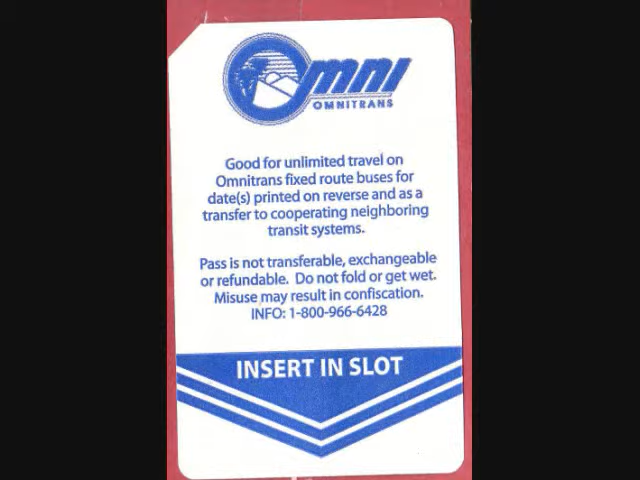 Omni
OMNITRANS
Good for unlimited travel on
Omnitrans fixed route buses for
date(s) printed on reverse and as a
transfer to cooperating neighboring
transit systems.
Pass is not transferable, exchangeable
or refundable. Do not fold or get wet.
Misuse may result in confiscation.
INFO: 1-800-966-6428
INSERT IN SLOT